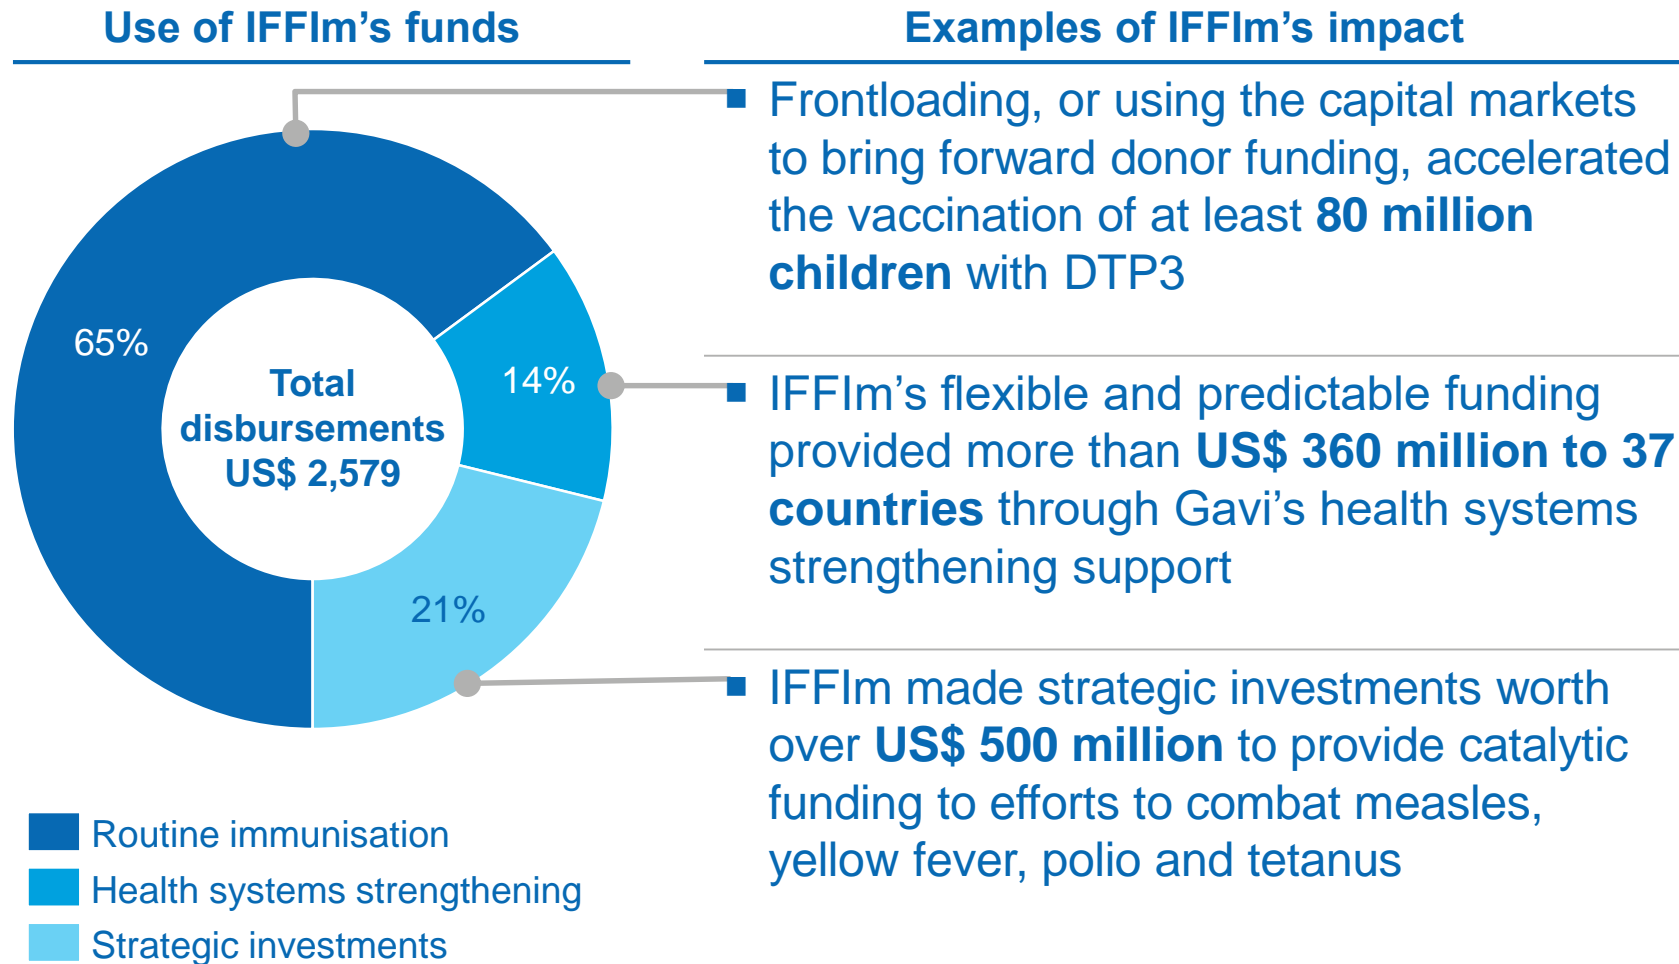 Use of IFFIm’s funds
65%
14%
21%
Total
disbursements
US$ 2,579
Routine immunisation
Health systems strengthening
Strategic investments
Examples of IFFIm’s impact
Frontloading, or using the capital markets
to bring forward donor funding, accelerated
the vaccination of at least 80 million
children with DTP3
IFFIm’s flexible and predictable funding
provided more than US$ 360 million to 37
countries through Gavi’s health systems
strengthening support
IFFIm made strategic investments worth
over US$ 500 million to provide catalytic
funding to efforts to combat measles,
yellow fever, polio and tetanus